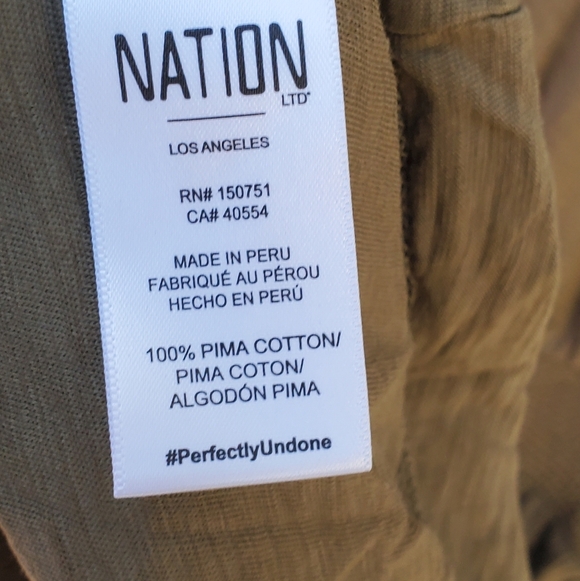 NATION
LTD
LOS ANGELES
RN# 150751
CA# 40554
MADE IN PERU
FABRIQUÉ AU PÉROU
HECHO EN PERÚ
100% PIMA COTTON/
PIMA COTON/
ALGODÓN PIMA
#PerfectlyUndone